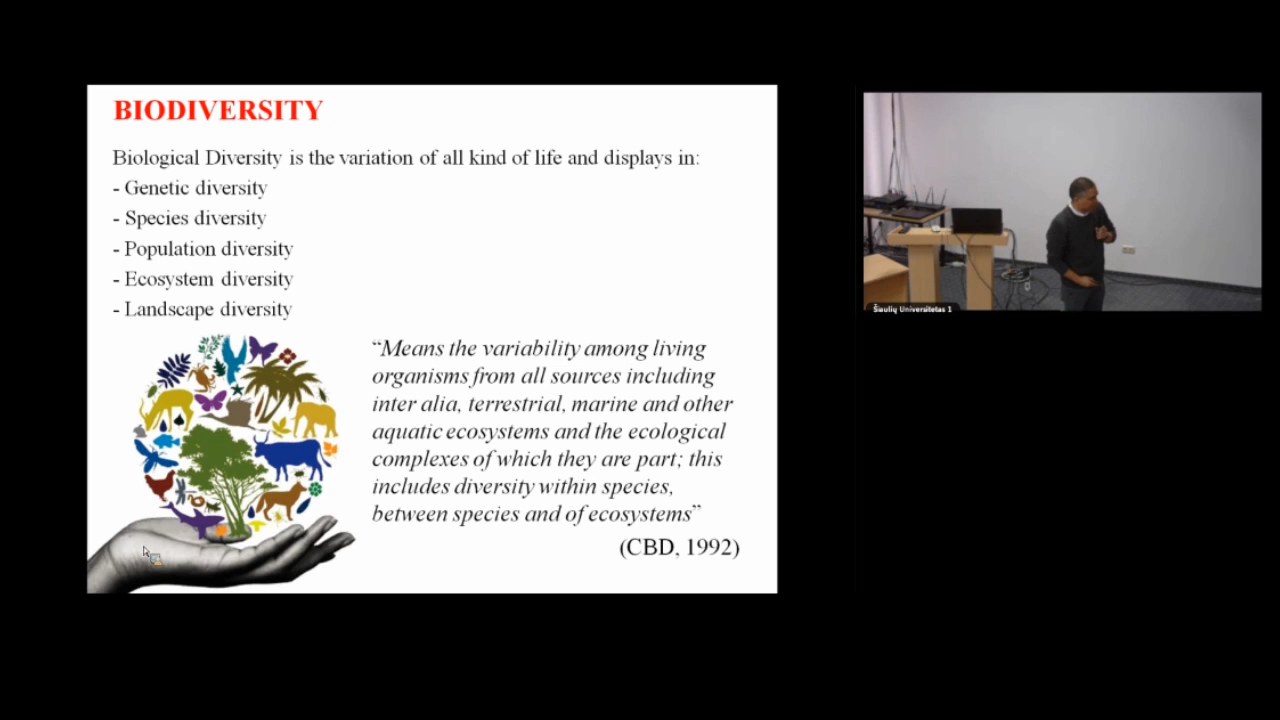 BIODIVERSITY
Biological Diversity is the variation of all kind of life and displays in:
- Genetic diversity
- Species diversity
- Population diversity
- Ecosystem diversity
- Landscape diversity
“Means the variability among living
organisms from all sources including
inter alia, terrestrial, marine and other
aquatic ecosystems and the ecological
complexes of which they are part; this
includes diversity within species,
between species and of ecosystems”
(CBD, 1992)
Šiaulių Universitetas 1